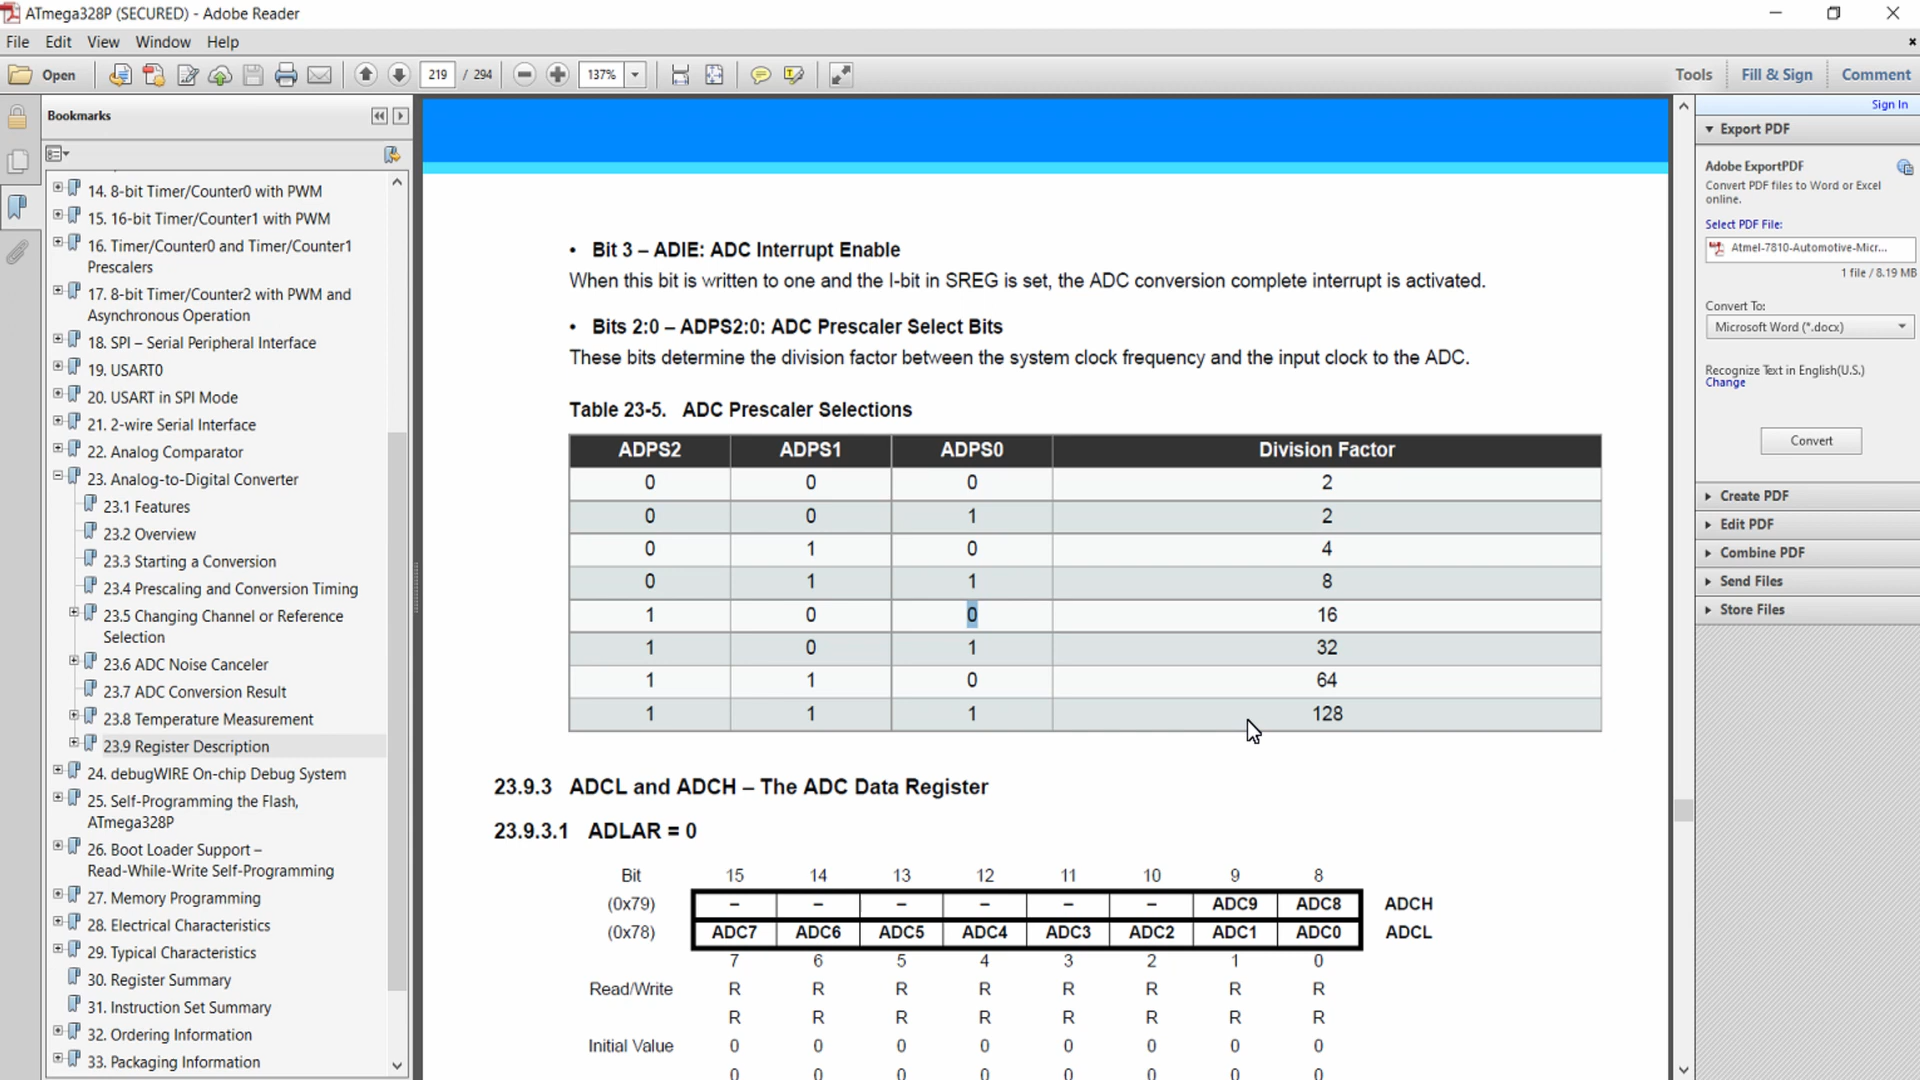 ATmega328P (SECURED) - Adobe Reader
File Edit View Window Help
Open 219 / 294 137% Tools Fill & Sign Comment
Sign In
Bookmarks
14. 8-bit Timer/Counter0 with PWM
15. 16-bit Timer/Counter1 with PWM
16. Timer/Counter0 and Timer/Counter1
Prescalers
17. 8-bit Timer/Counter2 with PWM and
Asynchronous Operation
18. SPI – Serial Peripheral Interface
19. USART0
20. USART in SPI Mode
21. 2-wire Serial Interface
22. Analog Comparator
23. Analog-to-Digital Converter
23.1 Features
23.2 Overview
23.3 Starting a Conversion
23.4 Prescaling and Conversion Timing
23.5 Changing Channel or Reference
Selection
23.6 ADC Noise Canceler
23.7 ADC Conversion Result
23.8 Temperature Measurement
23.9 Register Description
24. debugWIRE On-chip Debug System
25. Self-Programming the Flash,
ATmega328P
26. Boot Loader Support –
Read-While-Write Self-Programming
27. Memory Programming
28. Electrical Characteristics
29. Typical Characteristics
30. Register Summary
31. Instruction Set Summary
32. Ordering Information
33. Packaging Information
• Bit 3 – ADIE: ADC Interrupt Enable
When this bit is written to one and the I-bit in SREG is set, the ADC conversion complete interrupt is activated.
• Bits 2:0 – ADPS2:0: ADC Prescaler Select Bits
These bits determine the division factor between the system clock frequency and the input clock to the ADC.
Table 23-5. ADC Prescaler Selections
ADPS2 ADPS1 ADPS0 Division Factor
0 0 0 2
0 0 1 2
0 1 0 4
0 1 1 8
1 0 0 16
1 0 1 32
1 1 0 64
1 1 1 128
23.9.3 ADCL and ADCH – The ADC Data Register
23.9.3.1 ADLAR = 0
Bit 15 14 13 12 11 10 9 8
(0x79) – – – – – – ADC9 ADC8 ADCH
(0x78) ADC7 ADC6 ADC5 ADC4 ADC3 ADC2 ADC1 ADC0 ADCL
7 6 5 4 3 2 1 0
Read/Write R R R R R R R R
R R R R R R R R
Initial Value 0 0 0 0 0 0 0 0
0 0 0 0 0 0 0 0
Export PDF
Adobe ExportPDF
Convert PDF files to Word or Excel
online.
Select PDF File:
Atmel-7810-Automotive-Micr...
1 file / 8.19 MB
Convert To:
Microsoft Word (*.docx)
Recognize Text in English(U.S.)
Change
Convert
Create PDF
Edit PDF
Combine PDF
Send Files
Store Files